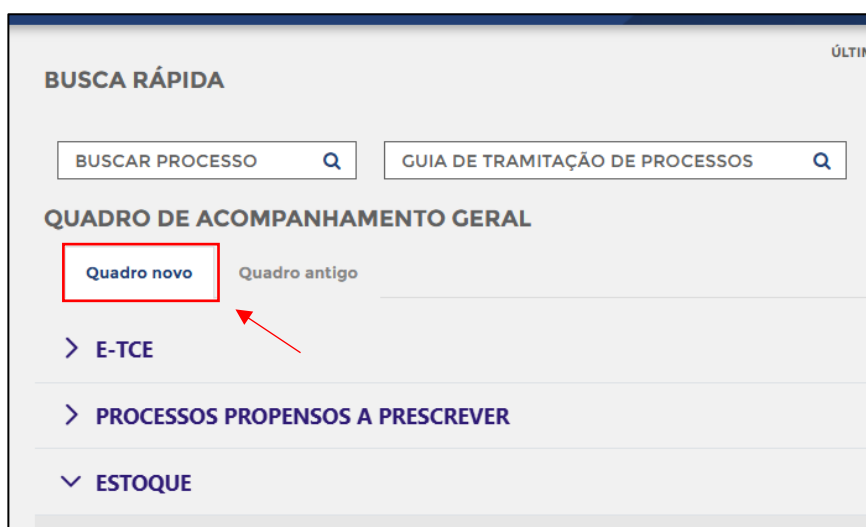 ÚLTIM
BUSCA RÁPIDA
BUSCAR PROCESSO
GUIA DE TRAMITAÇÃO DE PROCESSOS
QUADRO DE ACOMPANHAMENTO GERAL
Quadro novo
Quadro antigo
E-TCE
PROCESSOS PROPENSOS A PRESCREVER
ESTOQUE